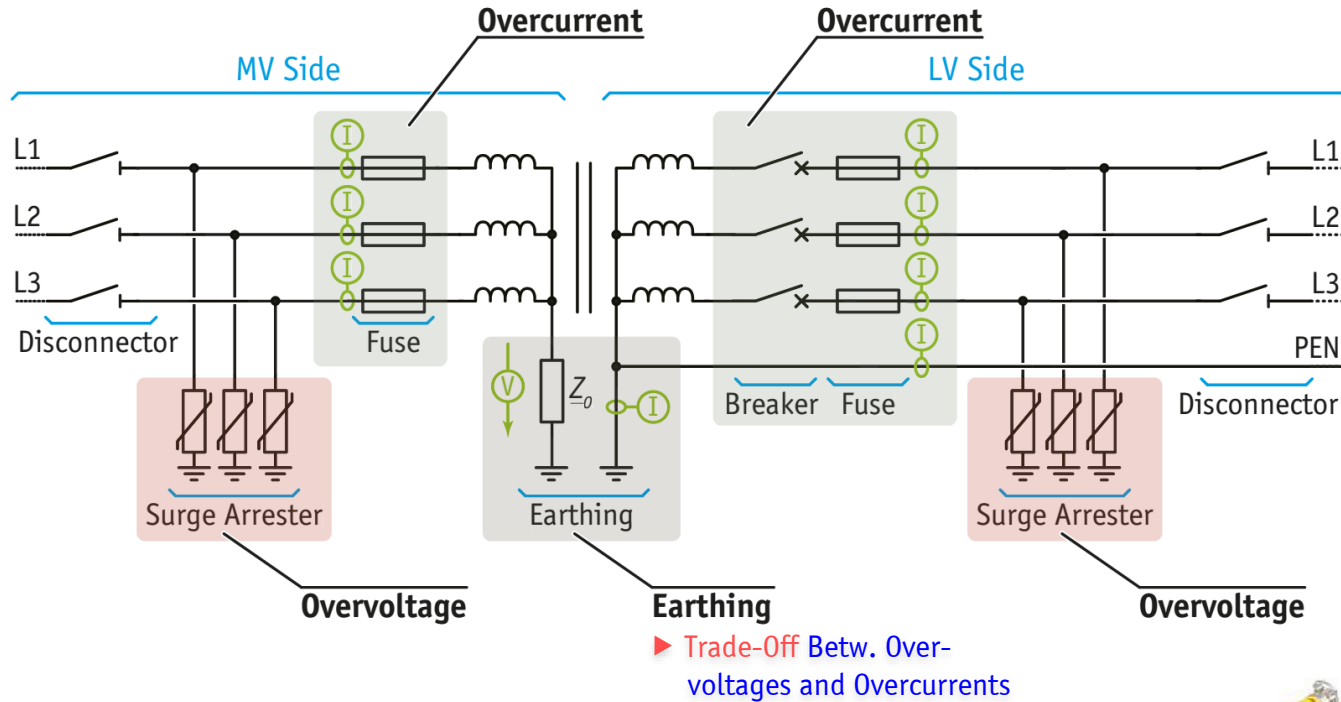 Overcurrent
Overcurrent
MV Side
LV Side
L1
I
I
L1
L2
I
I
L2
L3
I
I
L3
I
PEN
Disconnector
Fuse
V
Z0
I
Breaker
Fuse
Disconnector
Surge Arrester
Earthing
Surge Arrester
Overvoltage
Earthing
Overvoltage
▶ Trade-Off Betw. Over-
voltages and Overcurrents